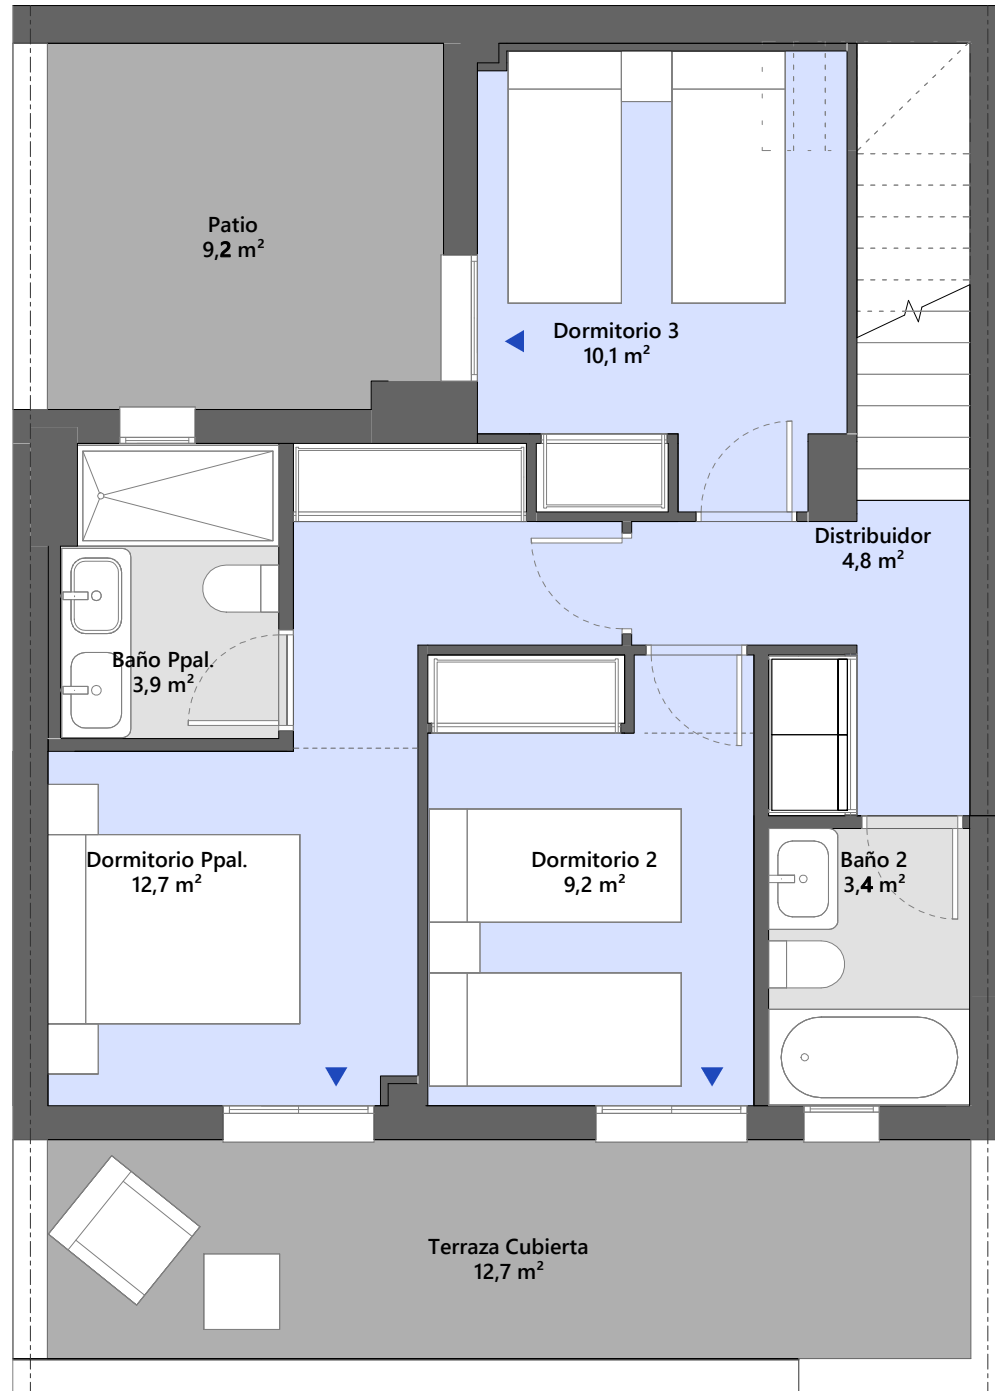 Patio
9,2 m²
Dormitorio 3
10,1 m²
Distribuidor
4,8 m²
Baño Ppal.
3,9 m²
Dormitorio Ppal.
12,7 m²
Dormitorio 2
9,2 m²
Baño 2
3,4 m²
Terraza Cubierta
12,7 m²